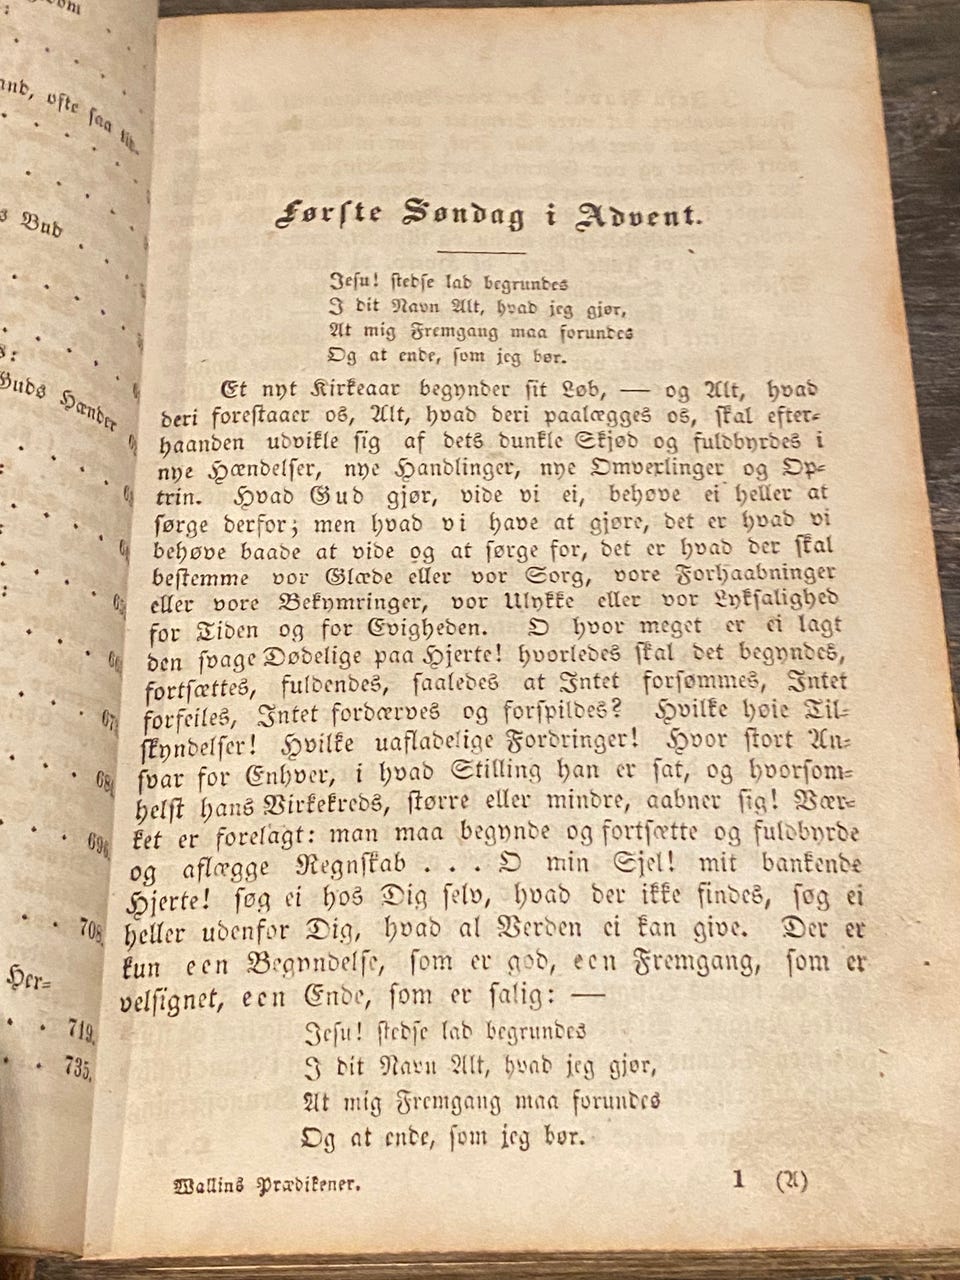 and, ofte saa
s Bud
Guds Hænder
708.
Her-
719.
735.
Første Søndag i Advent.
Jesu! stedse lad begrundes
I dit Navn Alt, hvad jeg gjør,
At mig Fremgang maa forundes
Og at ende, som jeg bør.
Et nyt Kirkeaar begynder sit Løb, — og Alt, hvad
deri forestaaer os, Alt, hvad deri paalægges os, skal efter-
haanden udvikle sig af dets dunkle Skjød og fuldbyrdes i
nye Hændelser, nye Handlinger, nye Omvexlinger og Op-
trin. Hvad Gud gjør, vide vi ei, behøve ei heller at
sørge derfor; men hvad vi have at gjøre, det er hvad vi
behøve baade at vide og at sørge for, det er hvad der skal
bestemme vor Glæde eller vor Sorg, vore Forhaabninger
eller vore Bekymringer, vor Ulykke eller vor Lyksalighed
for Tiden og for Evigheden. O hvor meget er ei lagt
den svage Dødelige paa Hjerte! hvorledes skal det begyndes,
fortsættes, fuldendes, saaledes at Intet forsømmes, Intet
forfeiles, Intet fordærves og forspildes? Hvilke høie Til-
skyndelser! Hvilke uafladelige Fordringer! Hvor stort An-
svar for Enhver, i hvad Stilling han er sat, og hvorsom-
helst hans Virkekreds, større eller mindre, aabner sig! Vær-
ket er forelagt: man maa begynde og fortsætte og fuldbyrde
og aflægge Regnskab . . . O min Sjel! mit bankende
Hjerte! søg ei hos Dig selv, hvad der ikke findes, søg ei
heller udenfor Dig, hvad al Verden ei kan give. Der er
kun een Begyndelse, som er god, een Fremgang, som er
velsignet, een Ende, som er salig: —
Jesu! stedse lad begrundes
I dit Navn Alt, hvad jeg gjør,
At mig Fremgang maa forundes
Og at ende, som jeg bør.
Wallins Prædikener. 1 (A)